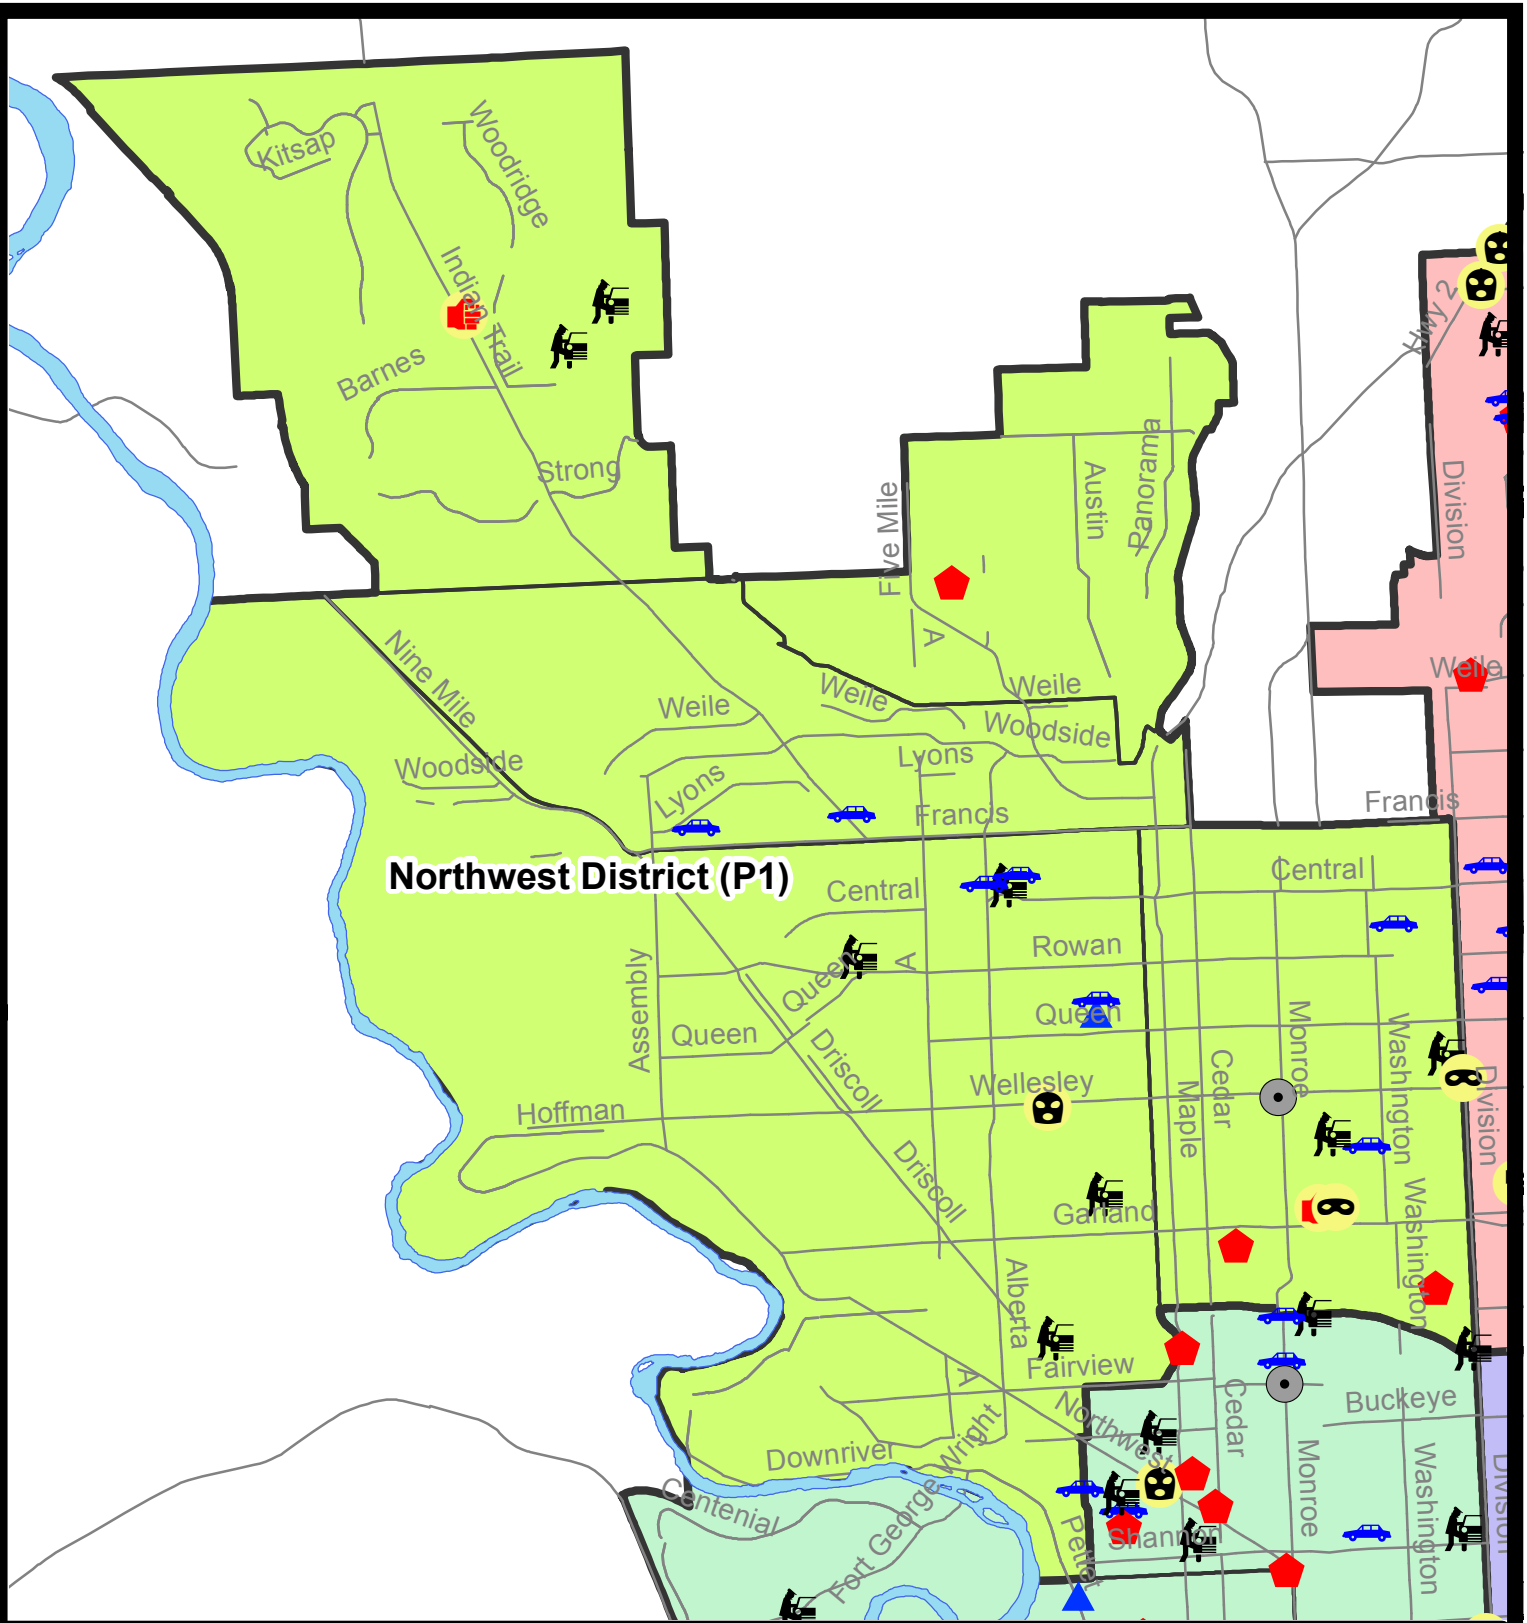 Kitsap
Woodridge
Indian Trail
Hwy 2
Barnes
Strong
Five Mile
Austin
Panorama
Division
A
Nine Mile
Weile
Weile
Weile
Weile
Woodside
Woodside
Lyons
Lyons
Francis
Francis
Northwest District (P1)
Central
Central
Rowan
A
Assembly
Queen
Queen
Queen
Driscoll
Monroe
Washington
Cedar
Maple
Division
Wellesley
Hoffman
Driscoll
Garland
Washington
Alberta
Fairview
A
Northwest
Cedar
Buckeye
Downriver
Fort George Wright
Monroe
Washington
Division
Centenial
Shannon
Pettet